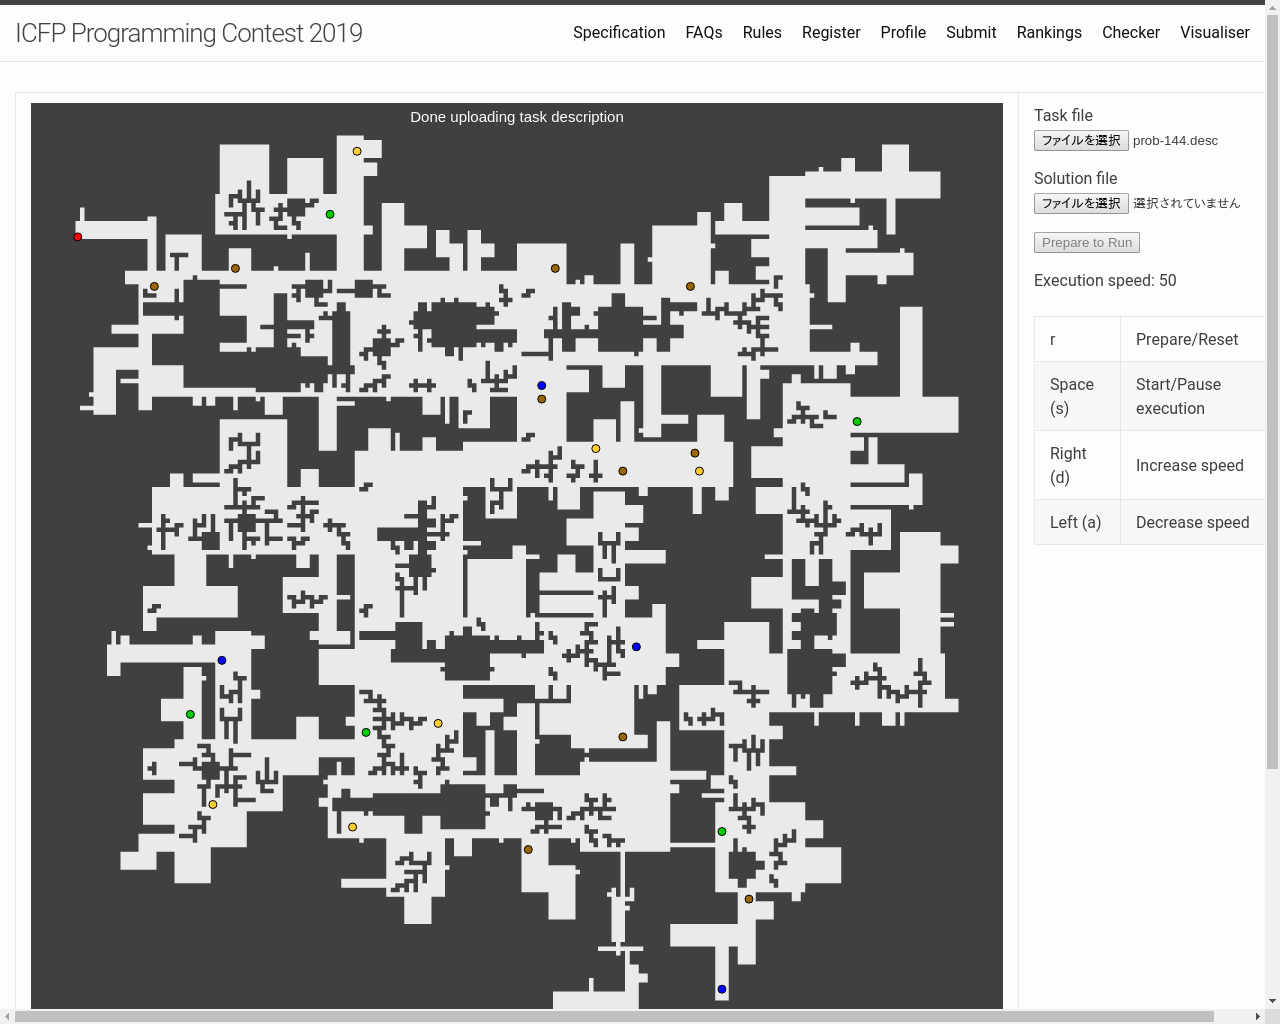 ICFP Programming Contest 2019
Specification FAQs Rules Register Profile Submit Rankings Checker Visualiser
Done uploading task description
Task file
ファイルを選択 prob-144.desc
Solution file
ファイルを選択 選択されていません
Prepare to Run
Execution speed: 50
r Prepare/Reset
Space (s) Start/Pause execution
Right (d) Increase speed
Left (a) Decrease speed